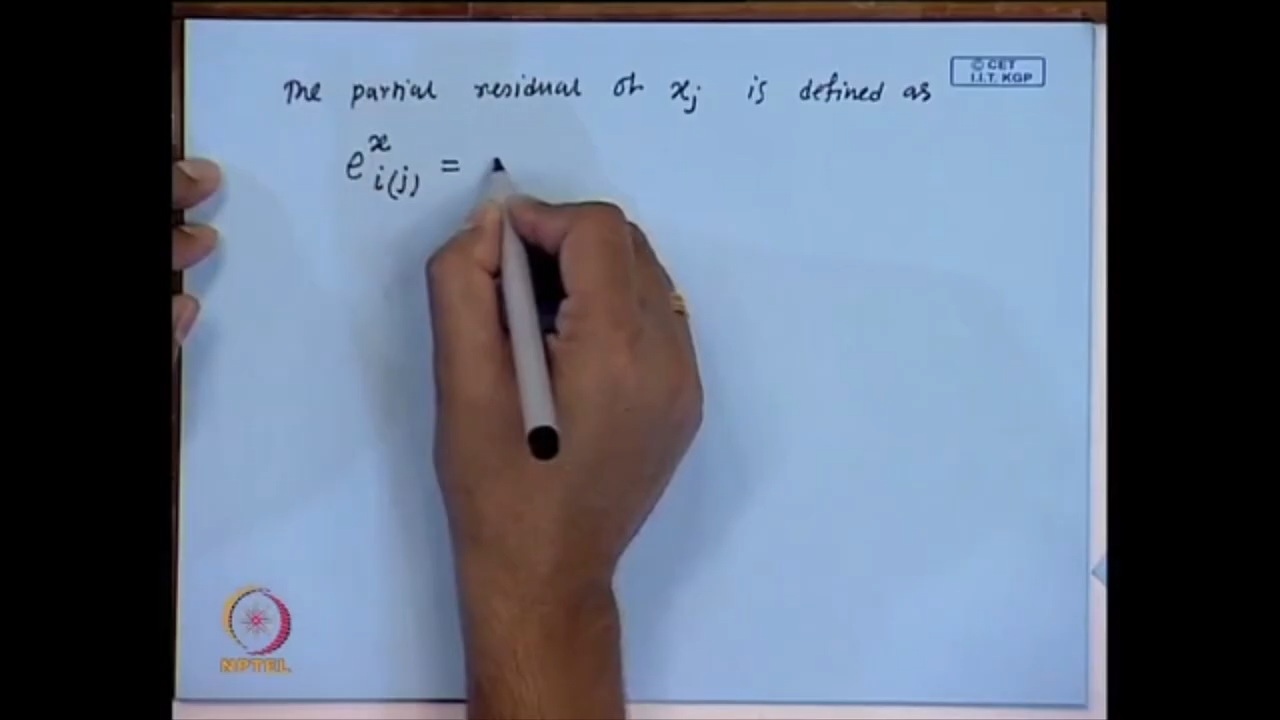 The partial residual of xj is defined as
© CET
I.I.T. KGP
e^x_i(j) =
NPTEL